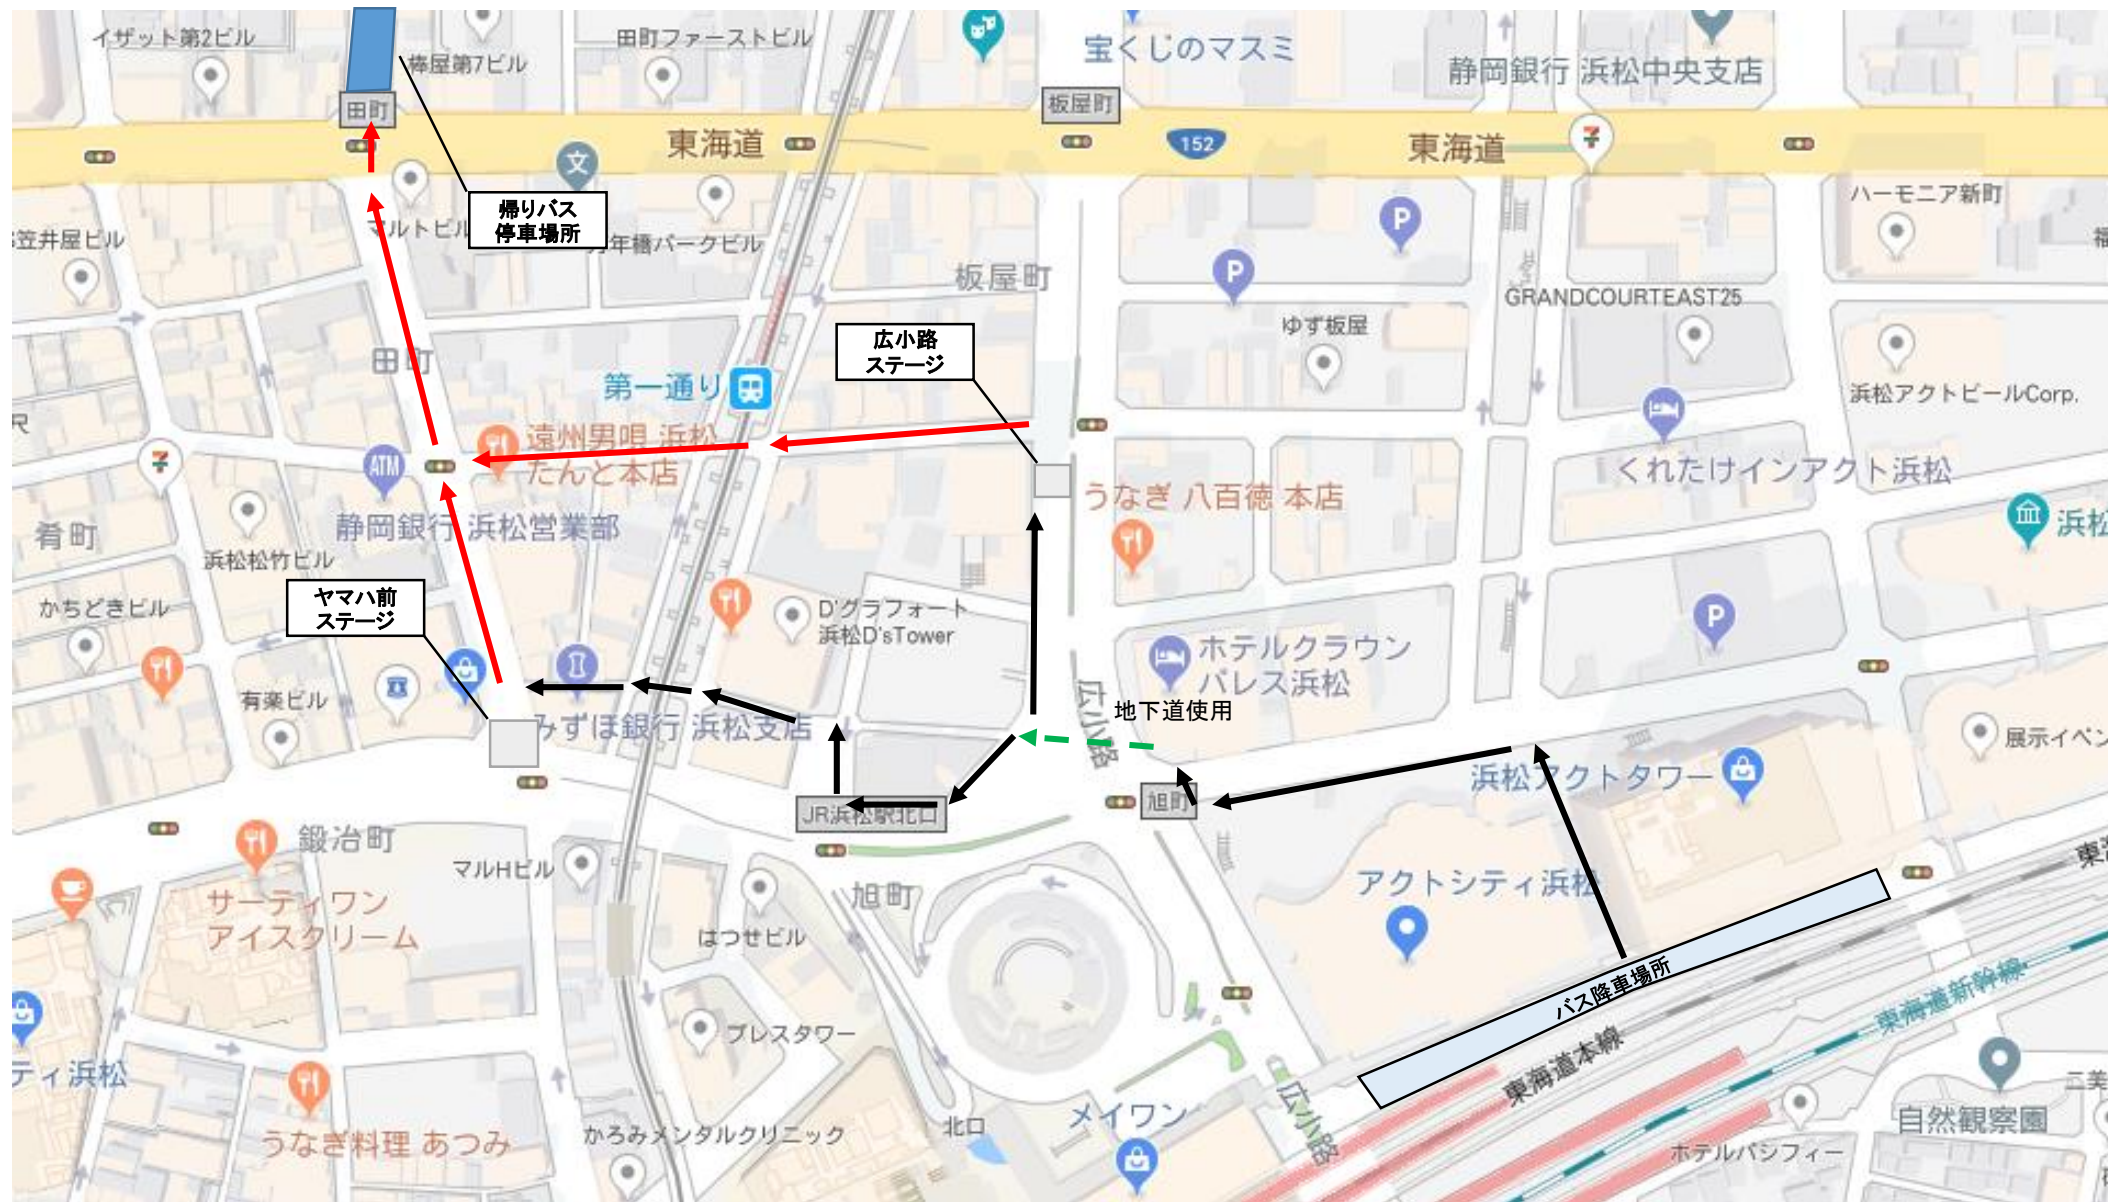 イザット第2ビル
棒屋第7ビル
田町ファーストビル
宝くじのマスミ
静岡銀行 浜松中央支店
田町
板屋町
東海道
152
東海道
文
マルトビル
帰りバス
停車場所
万年橋パークビル
笠井屋ビル
ハーモニア新町
福
P
P
板屋町
GRANDCOURTEAST25
広小路
ステージ
ゆず板屋
田町
第一通り
浜松アクトビールCorp.
尺
遠州男唄 浜松
たんと本店
ATM
くれたけインアクト浜松
うなぎ 八百徳 本店
静岡銀行 浜松営業部
肴町
浜松
浜松松竹ビル
ヤマハ前
ステージ
かちどきビル
D'グラフォート
浜松D'sTower
P
ホテルクラウン
パレス浜松
有楽ビル
地下道使用
広小路
みずほ銀行 浜松支店
展示イベン
浜松アクトタワー
旭町
JR浜松駅北口
鍛冶町
マルHビル
東海
旭町
アクトシティ浜松
サーティワン
アイスクリーム
はつせビル
バス降車場所
東海道新幹線
プレスタワー
東海道本線
ティ浜松
二美
メイワン
広小路
北口
自然観察園
うなぎ料理 あつみ
かろみメンタルクリニック
ホテルパシフィー